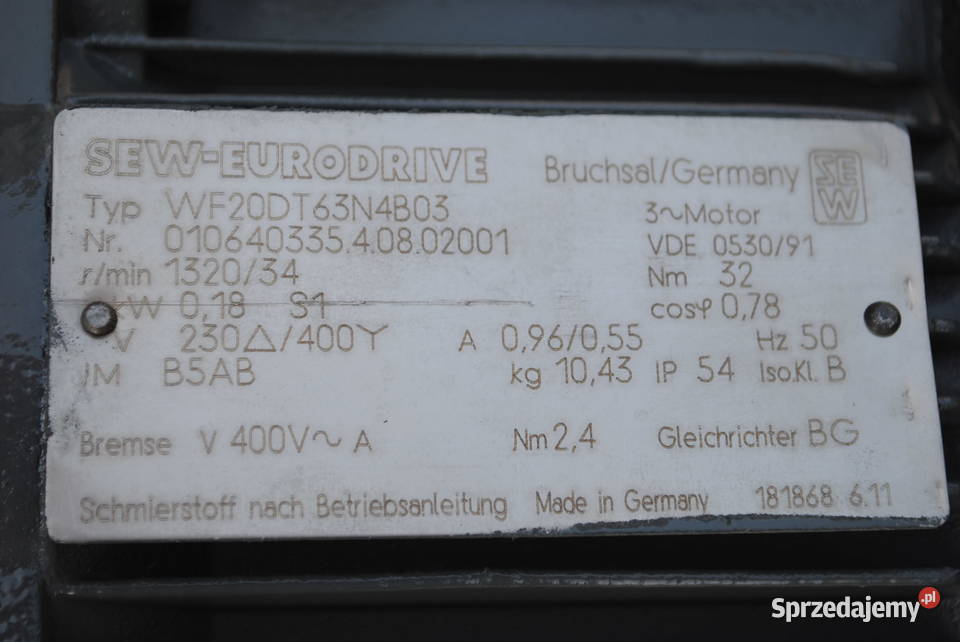 SEW-EURODRIVE Bruchsal/Germany SEW
Typ WF20DT63N4B03 3~Motor
Nr. 010640335.4.08.02001 VDE 0530/91
r/min 1320/34 Nm 32
kW 0,18 S1 cosφ 0,78
V 230△/400Y A 0,96/0,55 Hz 50
IM B5AB kg 10,43 IP 54 Iso.Kl. B
Bremse V 400V~ A Nm 2,4 Gleichrichter BG
Schmierstoff nach Betriebsanleitung Made in Germany 181868 6.11
Sprzedajemy.pl